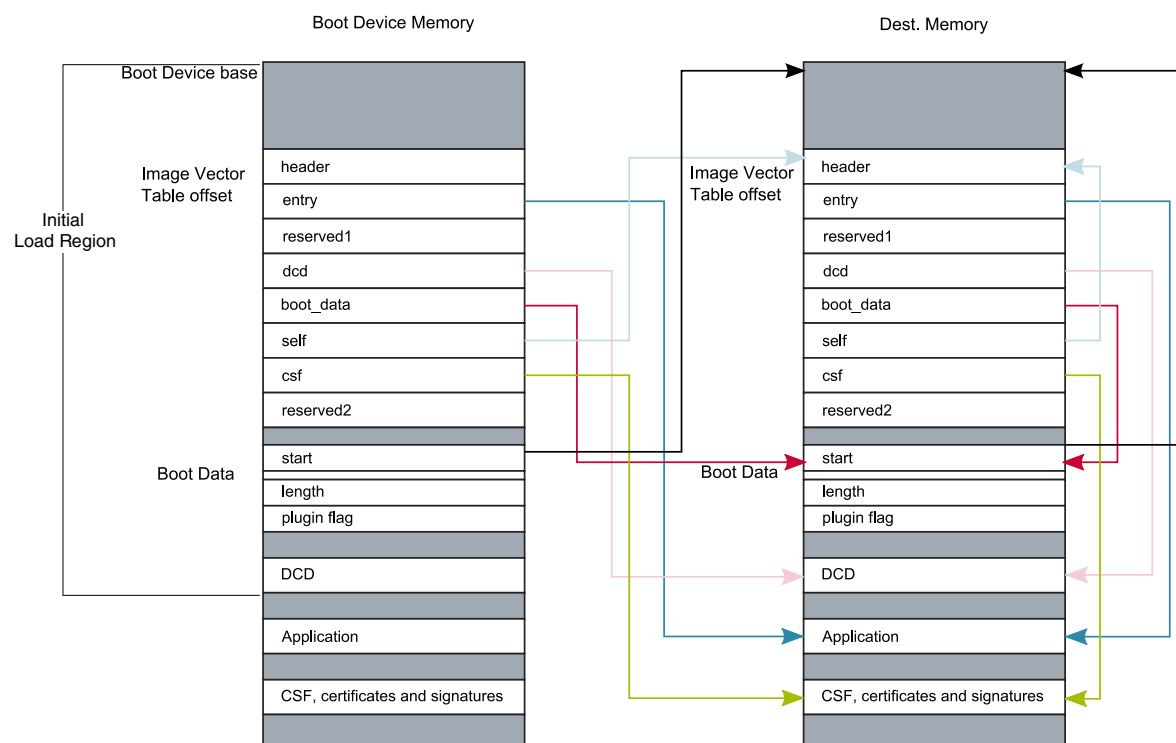 Boot Device Memory
Dest. Memory
Boot Device base
Image Vector
Table offset
Initial
Load Region
header
entry
reserved1
dcd
boot_data
self
csf
reserved2
Boot Data
start
length
plugin flag
DCD
Application
CSF, certificates and signatures
Image Vector
Table offset
header
entry
reserved1
dcd
boot_data
self
csf
reserved2
Boot Data
start
length
plugin flag
DCD
Application
CSF, certificates and signatures